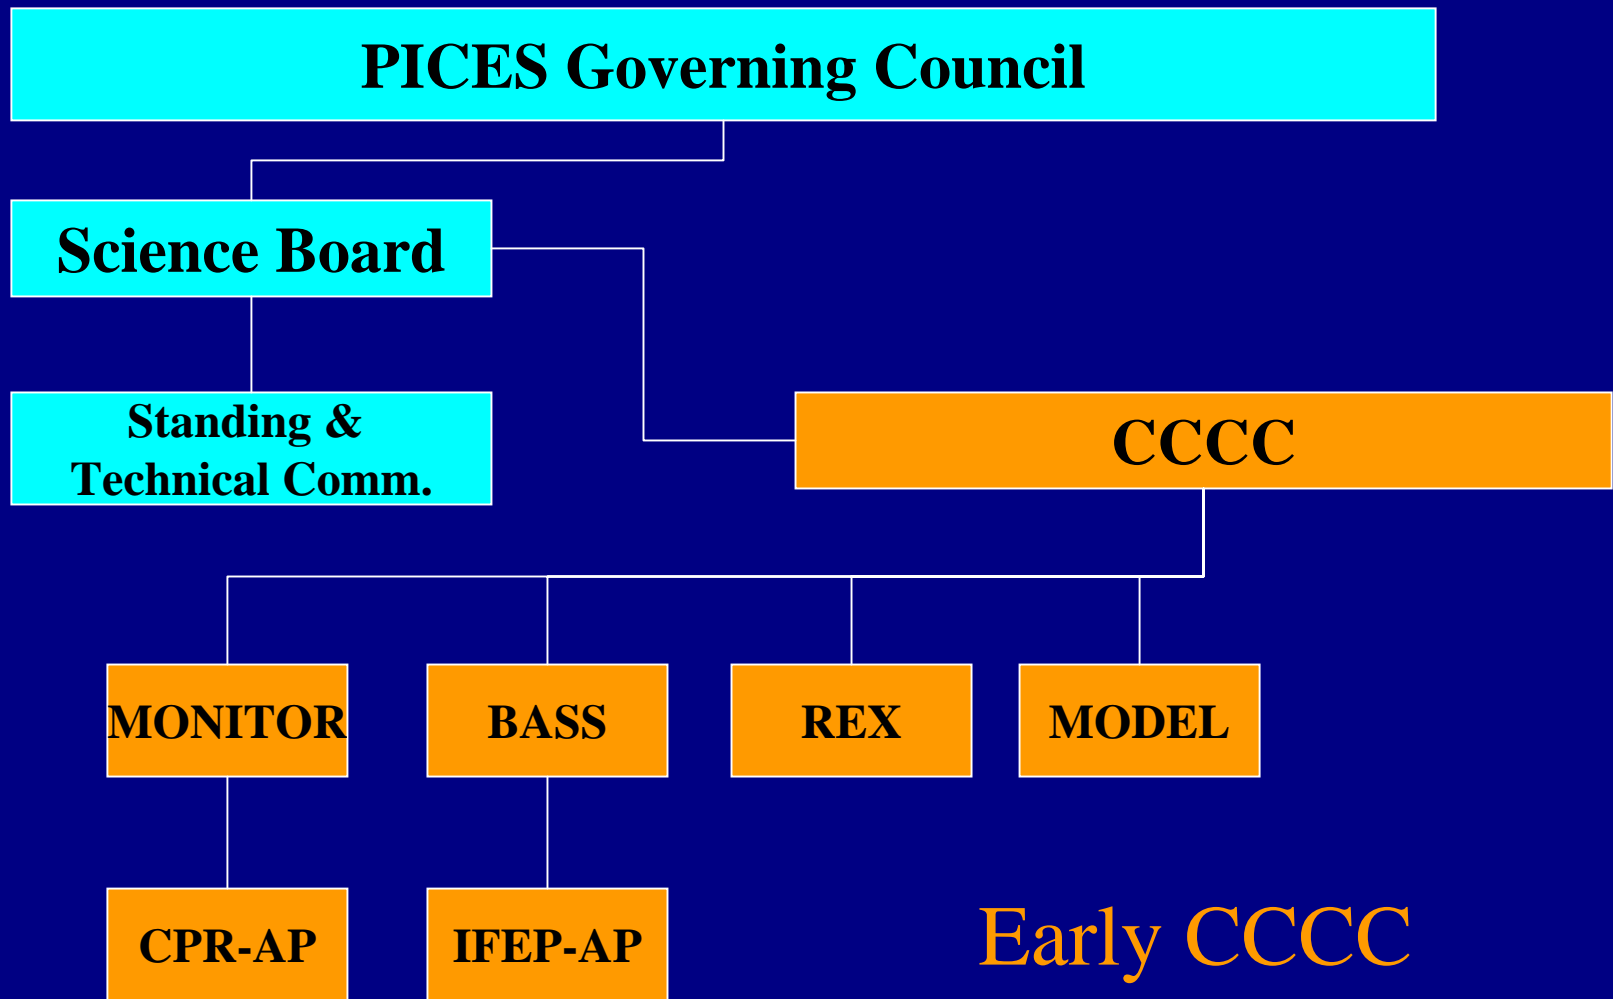 PICES Governing Council
Science Board
Standing &
Technical Comm.
CCCC
MONITOR
BASS
REX
MODEL
CPR-AP
IFEP-AP
Early CCCC